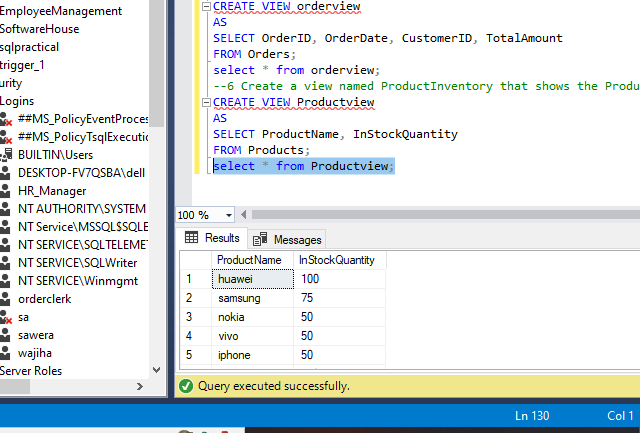 EmployeeManagement
SoftwareHouse
sqlpractical
trigger_1
urity
Logins
##MS_PolicyEventProces
##MS_PolicyTsqlExecutio
BUILTIN\Users
DESKTOP-FV7QSBA\dell
HR_Manager
NT AUTHORITY\SYSTEM
NT Service\MSSQL$SQLE
NT SERVICE\SQLTELEME
NT SERVICE\SQLWriter
NT SERVICE\Winmgmt
orderclerk
sa
sawera
wajiha
Server Roles
CREATE VIEW orderview
AS
SELECT OrderID, OrderDate, CustomerID, TotalAmount
FROM Orders;
select * from orderview;
--6 Create a view named ProductInventory that shows the Produ
CREATE VIEW Productview
AS
SELECT ProductName, InStockQuantity
FROM Products;
select * from Productview;
100 %
Results Messages
ProductName InStockQuantity
1 huawei 100
2 samsung 75
3 nokia 50
4 vivo 50
5 iphone 50
Query executed successfully.
Ln 130 Col 1